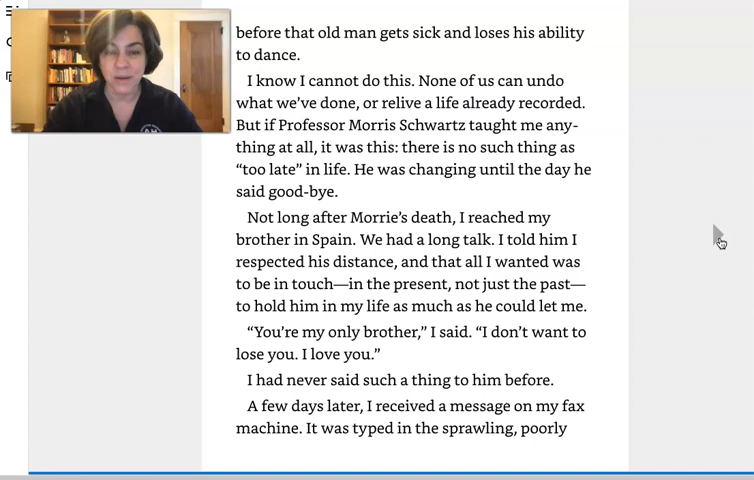 before that old man gets sick and loses his ability
to dance.
I know I cannot do this. None of us can undo
what we’ve done, or relive a life already recorded.
But if Professor Morris Schwartz taught me any-
thing at all, it was this: there is no such thing as
“too late” in life. He was changing until the day he
said good-bye.
Not long after Morrie’s death, I reached my
brother in Spain. We had a long talk. I told him I
respected his distance, and that all I wanted was
to be in touch—in the present, not just the past—
to hold him in my life as much as he could let me.
“You’re my only brother,” I said. “I don’t want to
lose you. I love you.”
I had never said such a thing to him before.
A few days later, I received a message on my fax
machine. It was typed in the sprawling, poorly